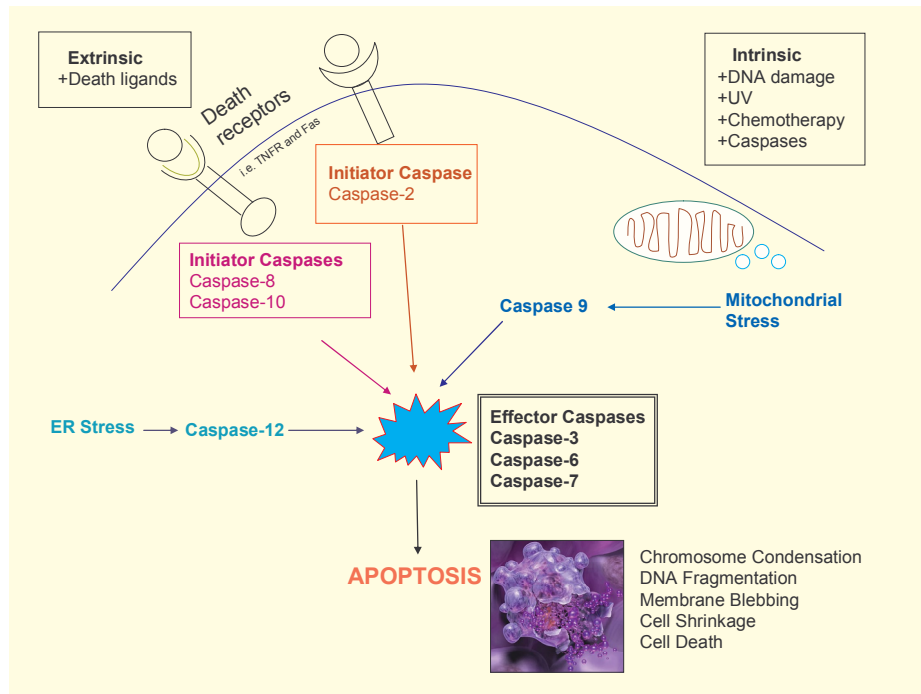 Extrinsic
+Death ligands
Death
receptors
i.e. TNFR and Fas
Intrinsic
+DNA damage
+UV
+Chemotherapy
+Caspases
Initiator Caspase
Caspase-2
Initiator Caspases
Caspase-8
Caspase-10
Caspase 9
Mitochondrial
Stress
ER Stress
Caspase-12
Effector Caspases
Caspase-3
Caspase-6
Caspase-7
APOPTOSIS
Chromosome Condensation
DNA Fragmentation
Membrane Blebbing
Cell Shrinkage
Cell Death